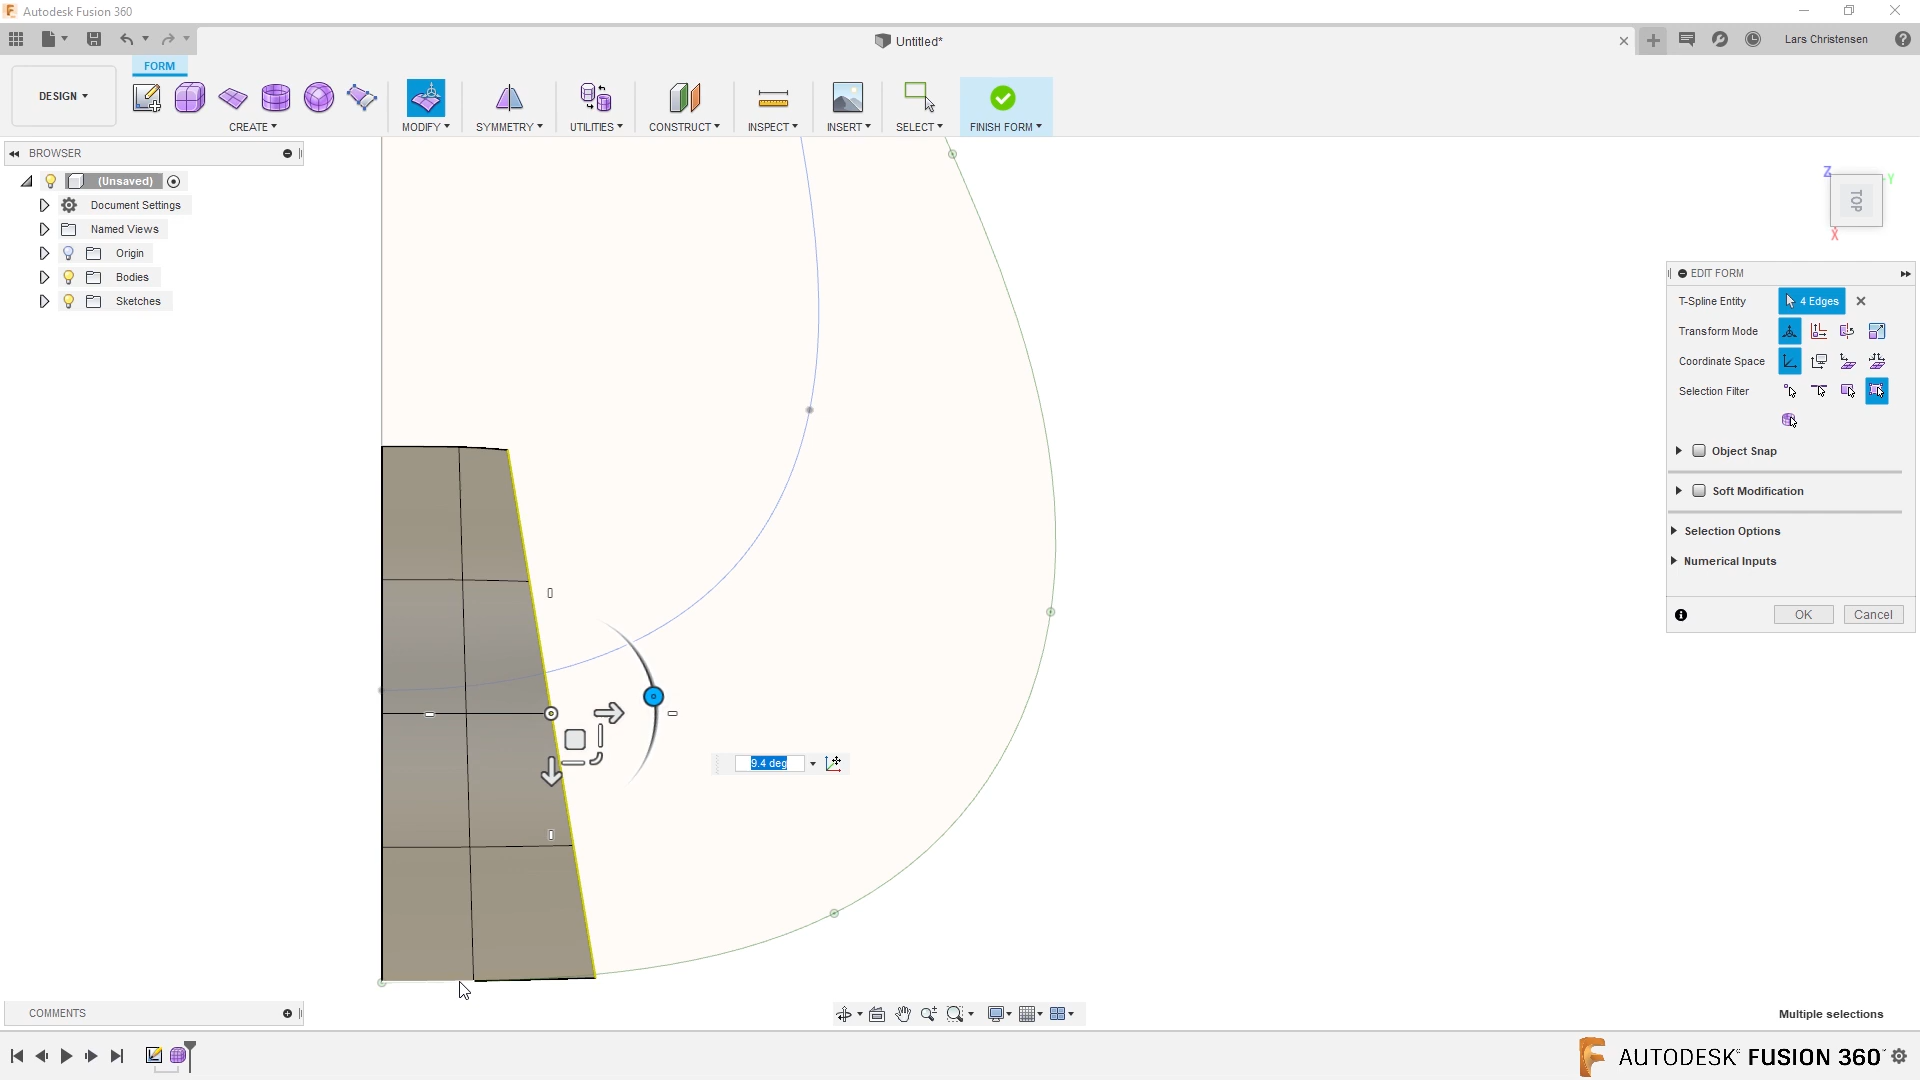 Autodesk Fusion 360
Untitled*
Lars Christensen
FORM
DESIGN
CREATE
MODIFY
SYMMETRY
UTILITIES
CONSTRUCT
INSPECT
INSERT
SELECT
FINISH FORM
BROWSER
(Unsaved)
Document Settings
Named Views
Origin
Bodies
Sketches
Z
Y
TOP
X
EDIT FORM
T-Spline Entity
4 Edges
Transform Mode
Coordinate Space
Selection Filter
Object Snap
Soft Modification
Selection Options
Numerical Inputs
OK
Cancel
9.4 deg
COMMENTS
Multiple selections
AUTODESK® FUSION 360™